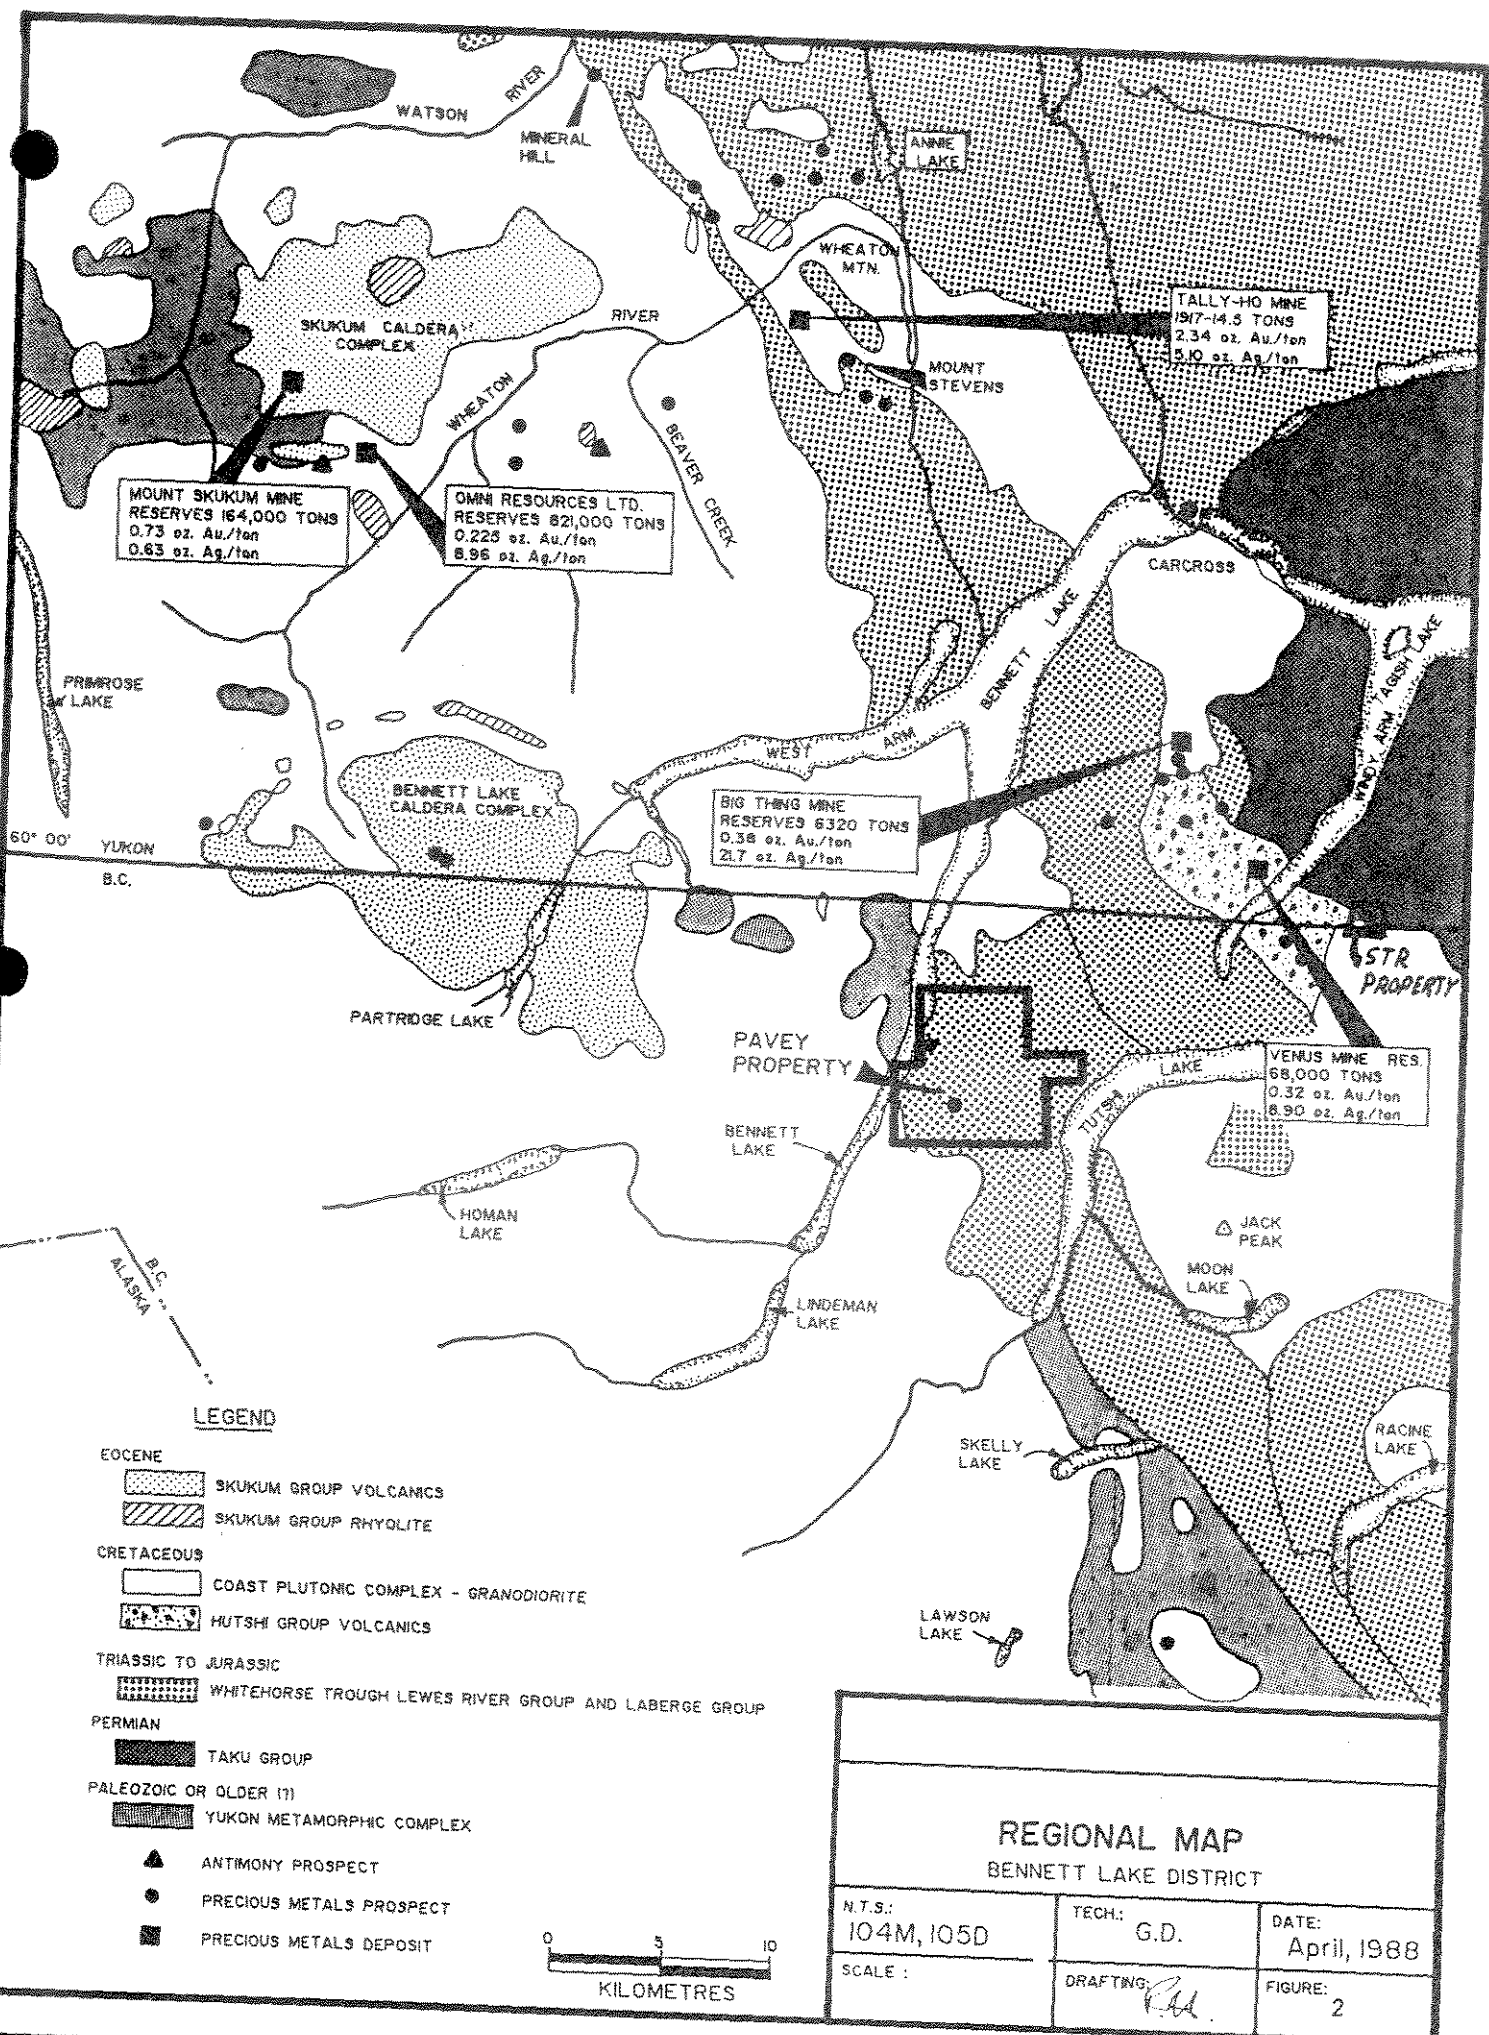 WATSON RIVER
MINERAL
HILL
ANNIE
LAKE
WHEATON
MTN.
TALLY-HO MINE
1917-14.5 TONS
2.34 oz. Au./ton
5.10 oz. Ag./ton
SKUKUM CALDERA
COMPLEX
WHEATON RIVER
MOUNT
STEVENS
BEAVER CREEK
MOUNT SKUKUM MINE
RESERVES 164,000 TONS
0.73 oz. Au./ton
0.63 oz. Ag./ton
OMNI RESOURCES LTD.
RESERVES 821,000 TONS
0.225 oz. Au./ton
8.96 oz. Ag./ton
CARCROSS
BENNETT LAKE
TAGISH LAKE
WINDY ARM
PRIMROSE
LAKE
WEST ARM
BENNETT LAKE
CALDERA COMPLEX
BIG THING MINE
RESERVES 6320 TONS
0.38 oz. Au./ton
21.7 oz. Ag./ton
60° 00' YUKON
B.C.
STR
PROPERTY
PARTRIDGE LAKE
PAVEY
PROPERTY
VENUS MINE RES.
68,000 TONS
0.32 oz. Au./ton
8.90 oz. Ag./ton
TUTSHI LAKE
BENNETT
LAKE
HOMAN
LAKE
JACK
PEAK
MOON
LAKE
B.C.
ALASKA
LINDEMAN
LAKE
SKELLY
LAKE
RACINE
LAKE
LAWSON
LAKE
LEGEND
EOCENE
SKUKUM GROUP VOLCANICS
SKUKUM GROUP RHYOLITE
CRETACEOUS
COAST PLUTONIC COMPLEX - GRANODIORITE
HUTSHI GROUP VOLCANICS
TRIASSIC TO JURASSIC
WHITEHORSE TROUGH LEWES RIVER GROUP AND LABERGE GROUP
PERMIAN
TAKU GROUP
PALEOZOIC OR OLDER (?)
YUKON METAMORPHIC COMPLEX
ANTIMONY PROSPECT
PRECIOUS METALS PROSPECT
PRECIOUS METALS DEPOSIT
0 5 10
KILOMETRES
REGIONAL MAP
BENNETT LAKE DISTRICT
N.T.S.:
104M, 105D
TECH.:
G.D.
DATE:
April, 1988
SCALE :
DRAFTING:
FIGURE:
2